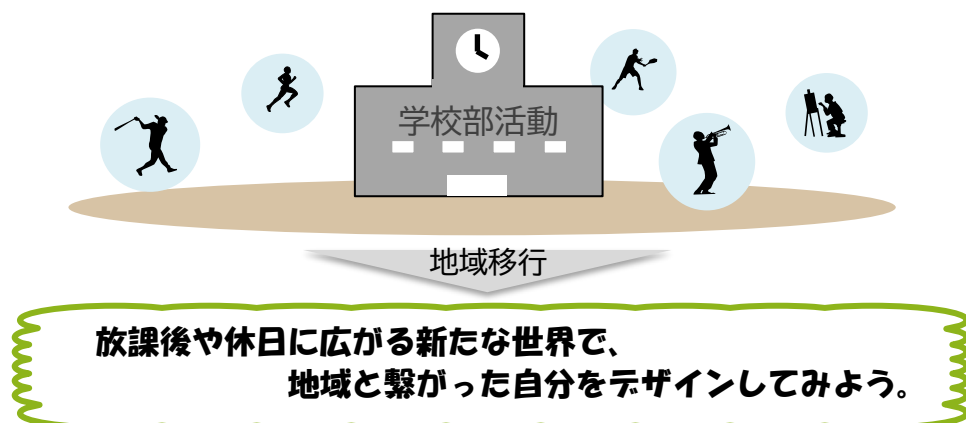 学校部活動
地域移行
放課後や休日に広がる新たな世界で、
地域と繋がった自分をデザインしてみよう。